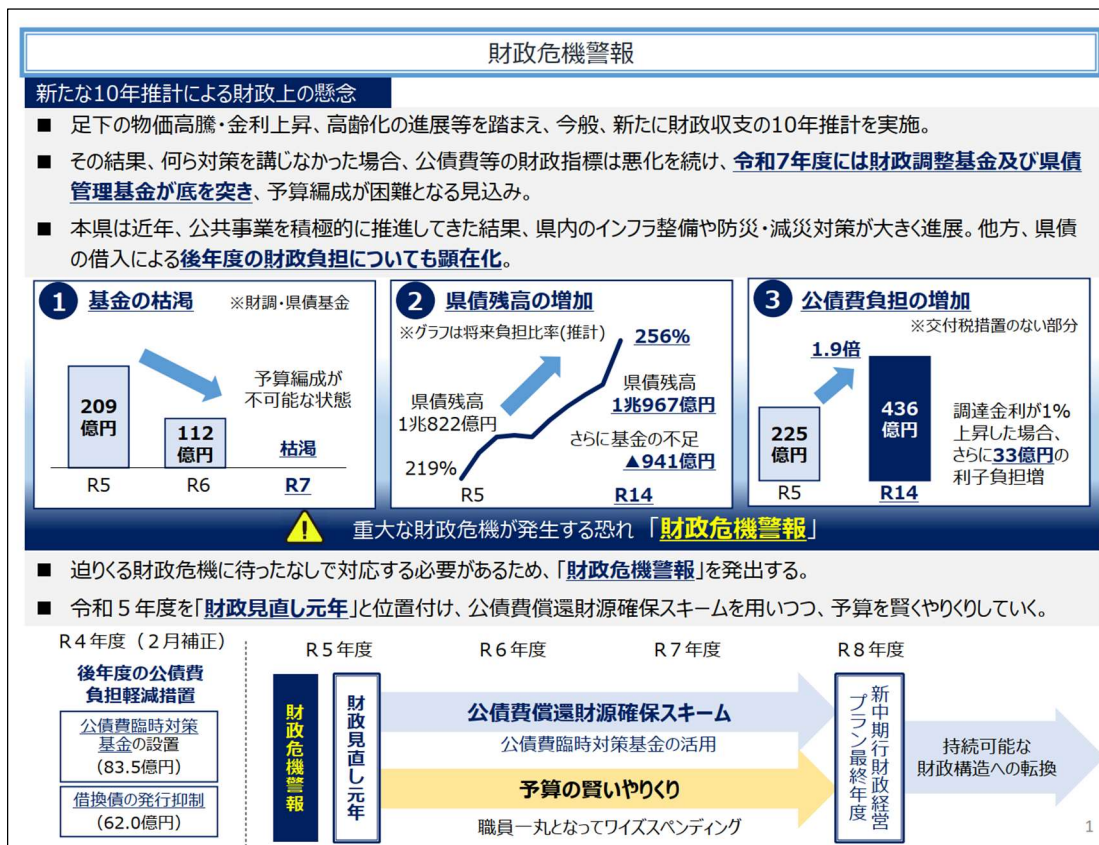 財政危機警報
新たな10年推計による財政上の懸念
■ 足下の物価高騰・金利上昇、高齢化の進展等を踏まえ、今般、新たに財政収支の10年推計を実施。
■ その結果、何ら対策を講じなかった場合、公債費等の財政指標は悪化を続け、令和7年度には財政調整基金及び県債
管理基金が底を突き、予算編成が困難となる見込み。
■ 本県は近年、公共事業を積極的に推進してきた結果、県内のインフラ整備や防災・減災対策が大きく進展。他方、県債
の借入による後年度の財政負担についても顕在化。
1 基金の枯渇 ※財調・県債基金
209
億円
112
億円
予算編成が
不可能な状態
枯渇
R5 R6 R7
2 県債残高の増加
※グラフは将来負担比率(推計)
256%
県債残高
1兆822億円
県債残高
1兆967億円
さらに基金の不足
▲941億円
219%
R5 R14
3 公債費負担の増加
※交付税措置のない部分
1.9倍
225
億円
436
億円
調達金利が1%
上昇した場合、
さらに33億円の
利子負担増
R5 R14
重大な財政危機が発生する恐れ「財政危機警報」
■ 迫りくる財政危機に待ったなしで対応する必要があるため、「財政危機警報」を発出する。
■ 令和5年度を「財政見直し元年」と位置付け、公債費償還財源確保スキームを用いつつ、予算を賢くやりくりしていく。
R4年度(2月補正)
後年度の公債費
負担軽減措置
公債費臨時対策
基金の設置
(83.5億円)
借換債の発行抑制
(62.0億円)
R5年度 R6年度 R7年度 R8年度
財政危機警報
財政見直し元年
公債費償還財源確保スキーム
公債費臨時対策基金の活用
予算の賢いやりくり
職員一丸となってワイズスペンディング
新中期行財政経営
プラン最終年度
持続可能な
財政構造への転換
1